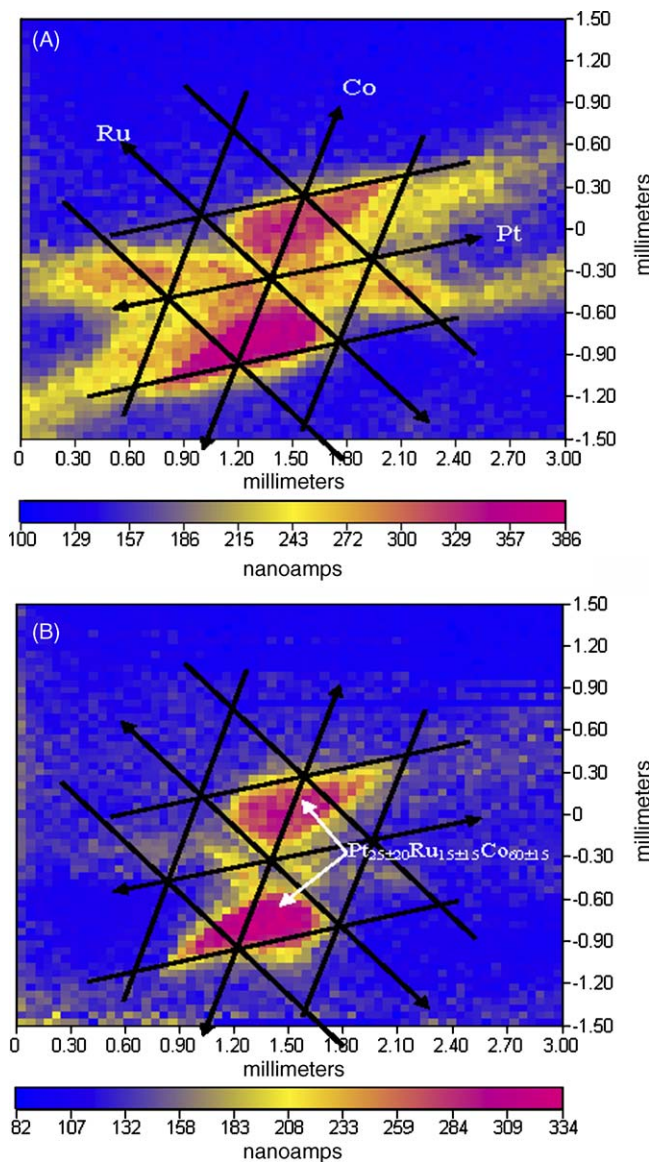 (A)
Co
Ru
Pt
1.50
1.20
0.90
0.60
0.30
0
-0.30
-0.60
-0.90
-1.20
-1.50
millimeters
0 0.30 0.60 0.90 1.20 1.50 1.80 2.10 2.40 2.70 3.00
millimeters
100 129 157 186 215 243 272 300 329 357 386
nanoamps
(B)
Pt25±20Ru15±15Co60±15
1.50
1.20
0.90
0.60
0.30
0
-0.30
-0.60
-0.90
-1.20
-1.50
millimeters
0 0.30 0.60 0.90 1.20 1.50 1.80 2.10 2.40 2.70 3.00
millimeters
82 107 132 158 183 208 233 259 284 309 334
nanoamps